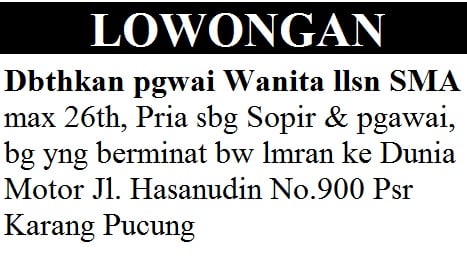 LOWONGAN
Dbthkan pgwai Wanita llsn SMA
max 26th, Pria sbg Sopir & pgawai,
bg yng berminat bw lmran ke Dunia
Motor Jl. Hasanudin No.900 Psr
Karang Pucung